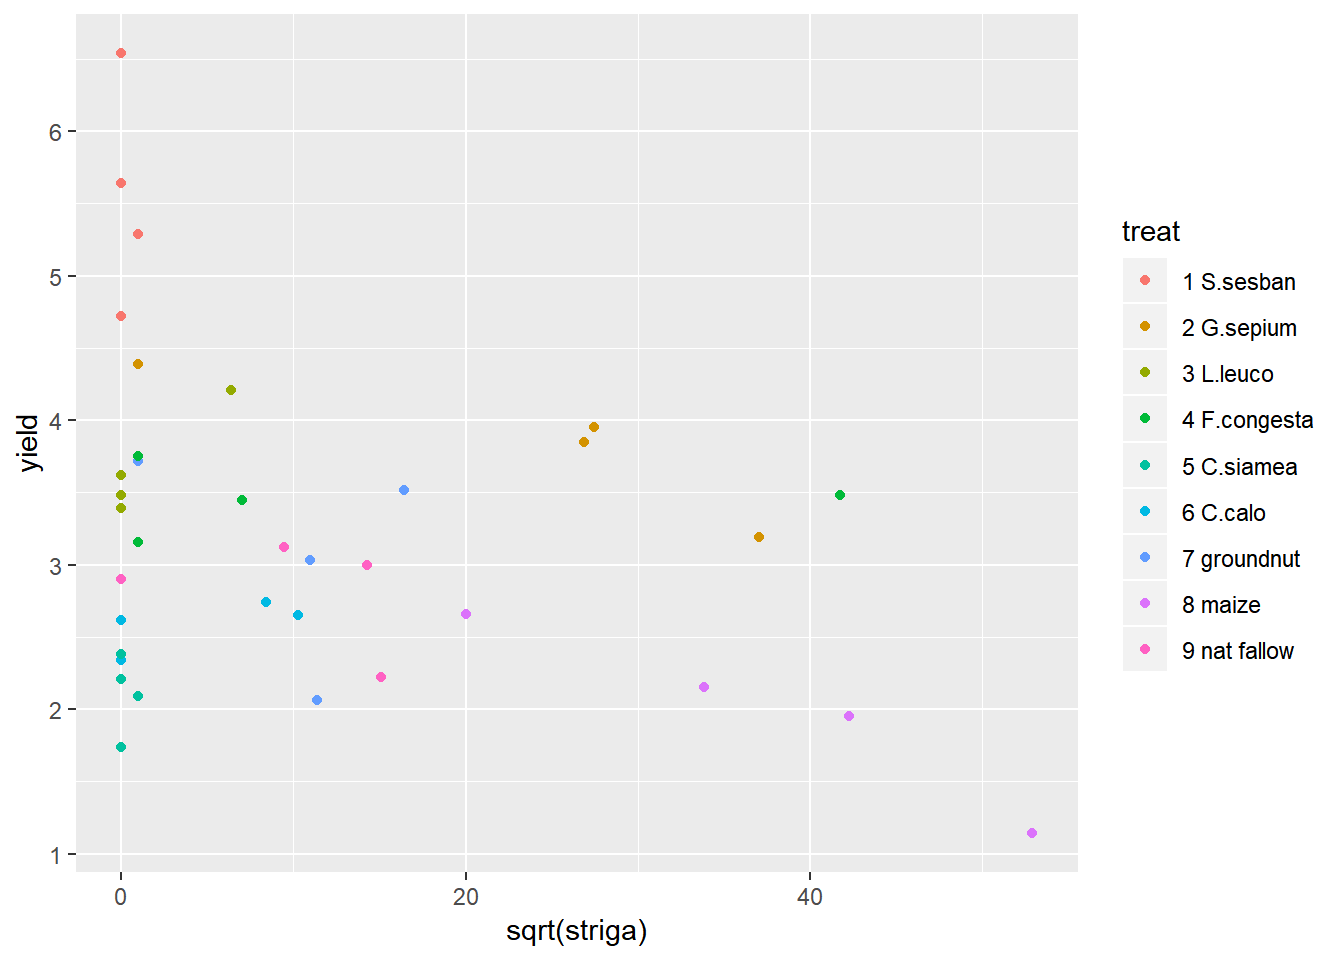 6
5
4
3
2
1
yield
0
20
40
sqrt(striga)
treat
1 S.sesban
2 G.sepium
3 L.leuco
4 F.congesta
5 C.siamea
6 C.calo
7 groundnut
8 maize
9 nat fallow